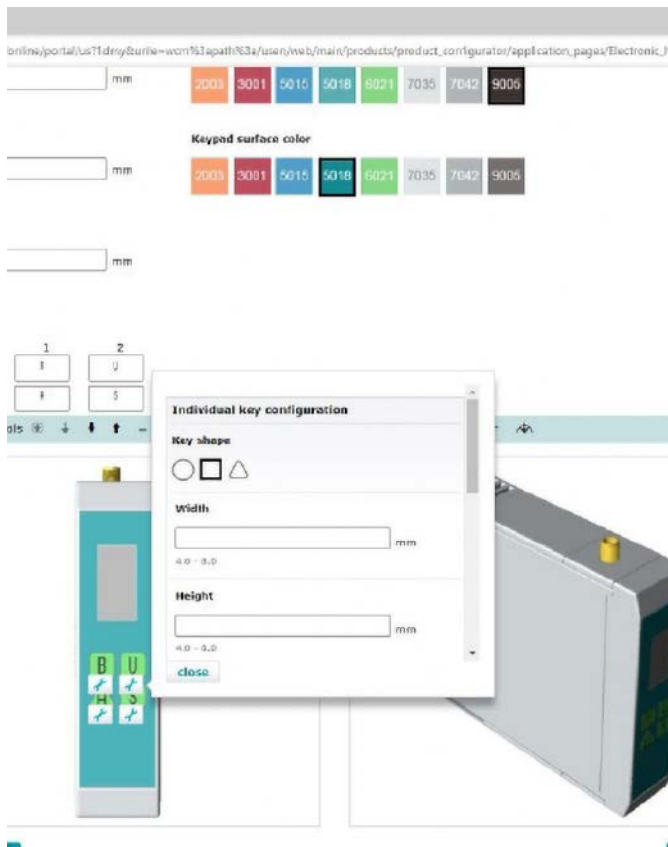 online/portal/us?1dmy&urile=wcm%3apath%3a/usen/web/main/products/product_configurator/application_pages/Electronic_h
mm
2003 3001 5015 5018 6021 7035 7042 9005
Keypad surface color
mm
2003 3001 5015 5018 6021 7035 7042 9005
mm
1 2
B U
A S
ols
Individual key configuration
Key shape
Width
mm
4.0 - 8.0
Height
mm
4.0 - 8.0
close
B U
A S